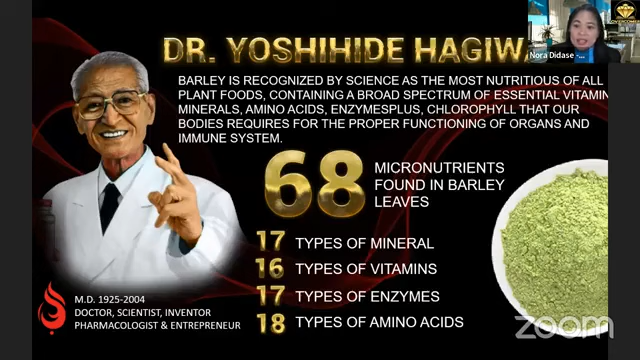 DR. YOSHIHIDE HAGIW
Nora Didase -...
BARLEY IS RECOGNIZED BY SCIENCE AS THE MOST NUTRITIOUS OF ALL
PLANT FOODS, CONTAINING A BROAD SPECTRUM OF ESSENTIAL VITAMIN
MINERALS, AMINO ACIDS, ENZYMESPLUS, CHLOROPHYLL THAT OUR
BODIES REQUIRES FOR THE PROPER FUNCTIONING OF ORGANS AND
IMMUNE SYSTEM.
68 MICRONUTRIENTS
FOUND IN BARLEY
LEAVES
17 TYPES OF MINERAL
16 TYPES OF VITAMINS
17 TYPES OF ENZYMES
18 TYPES OF AMINO ACIDS
M.D. 1925-2004
DOCTOR, SCIENTIST, INVENTOR
PHARMACOLOGIST & ENTREPRENEUR
zoom